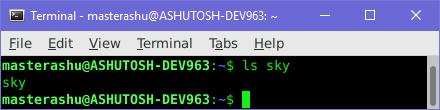 Terminal - masterashu@ASHUTOSH-DEV963: ~
File Edit View Terminal Tabs Help
masterashu@ASHUTOSH-DEV963:~$ ls sky
sky
masterashu@ASHUTOSH-DEV963:~$